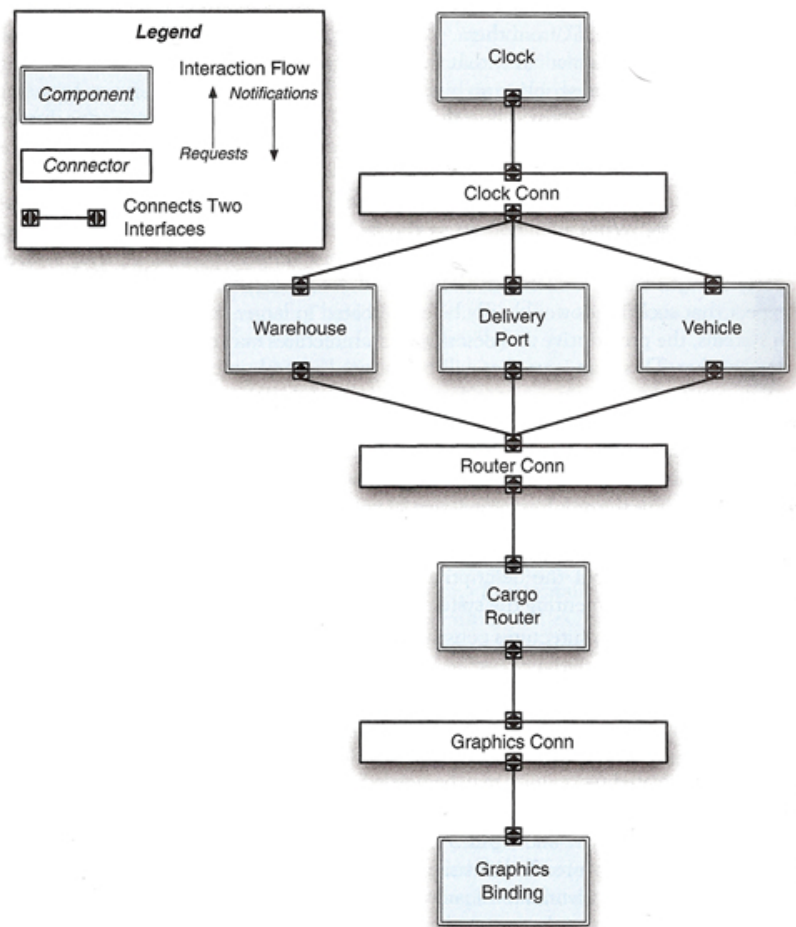 Legend
Component
Interaction Flow
Notifications
Requests
Connector
Connects Two
Interfaces
Clock
Clock Conn
Warehouse
Delivery
Port
Vehicle
Router Conn
Cargo
Router
Graphics Conn
Graphics
Binding